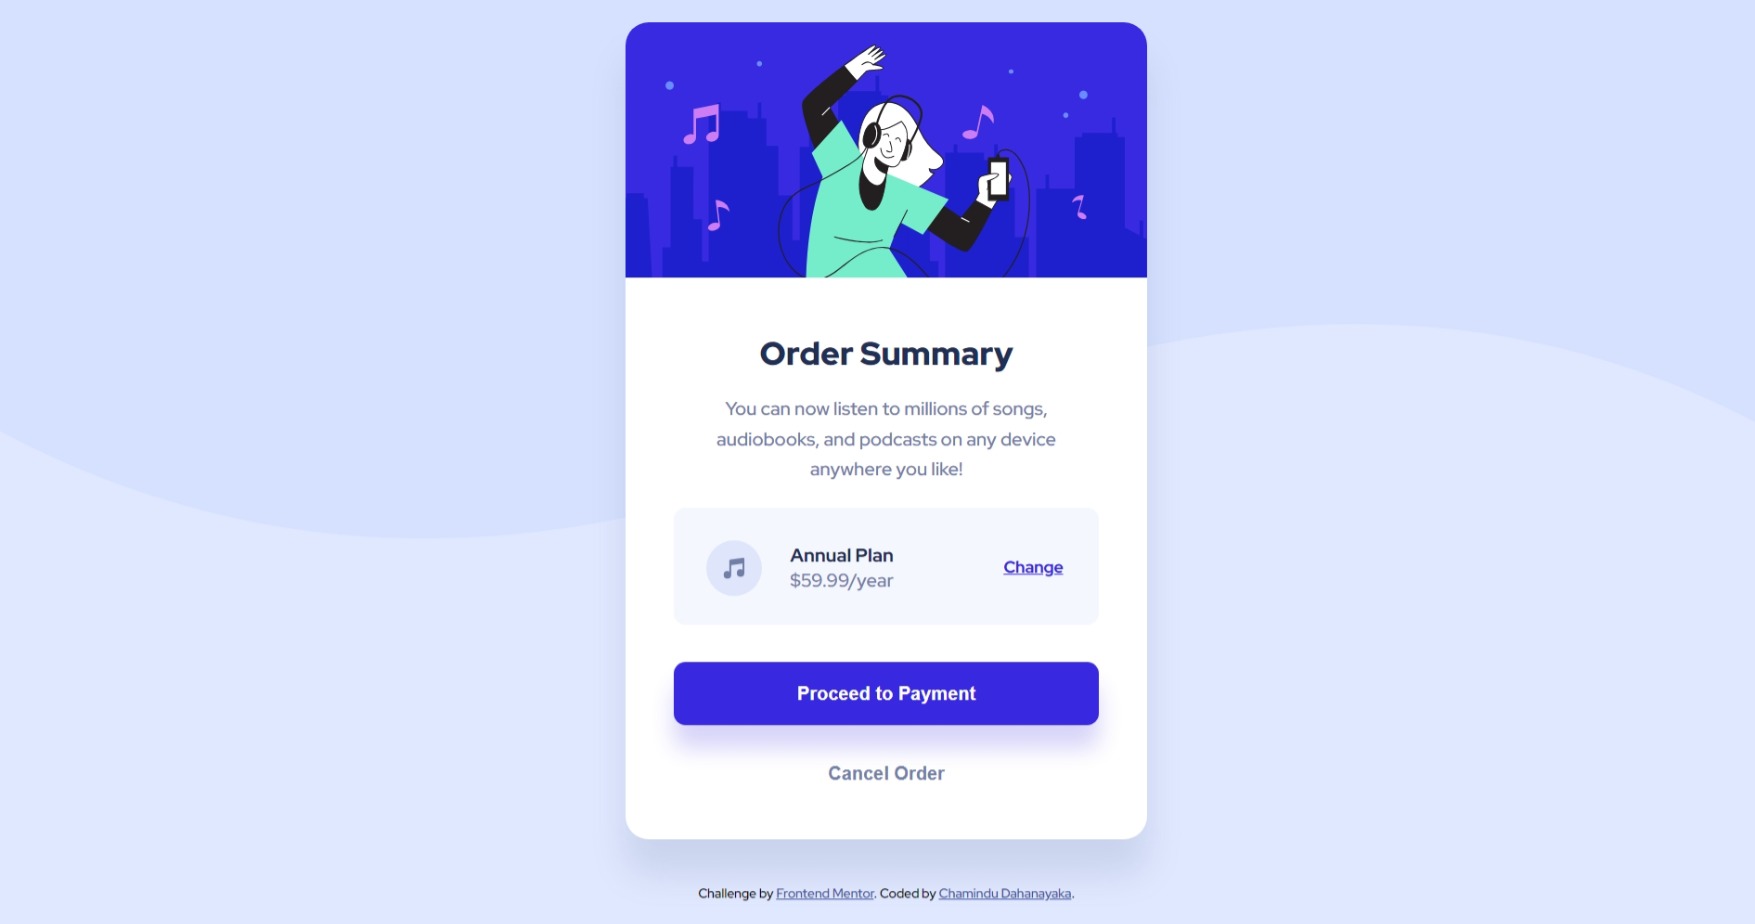 Order Summary
You can now listen to millions of songs,
audiobooks, and podcasts on any device
anywhere you like!
Annual Plan
$59.99/year
Change
Proceed to Payment
Cancel Order
Challenge by Frontend Mentor. Coded by Chamindu Dahanayaka.